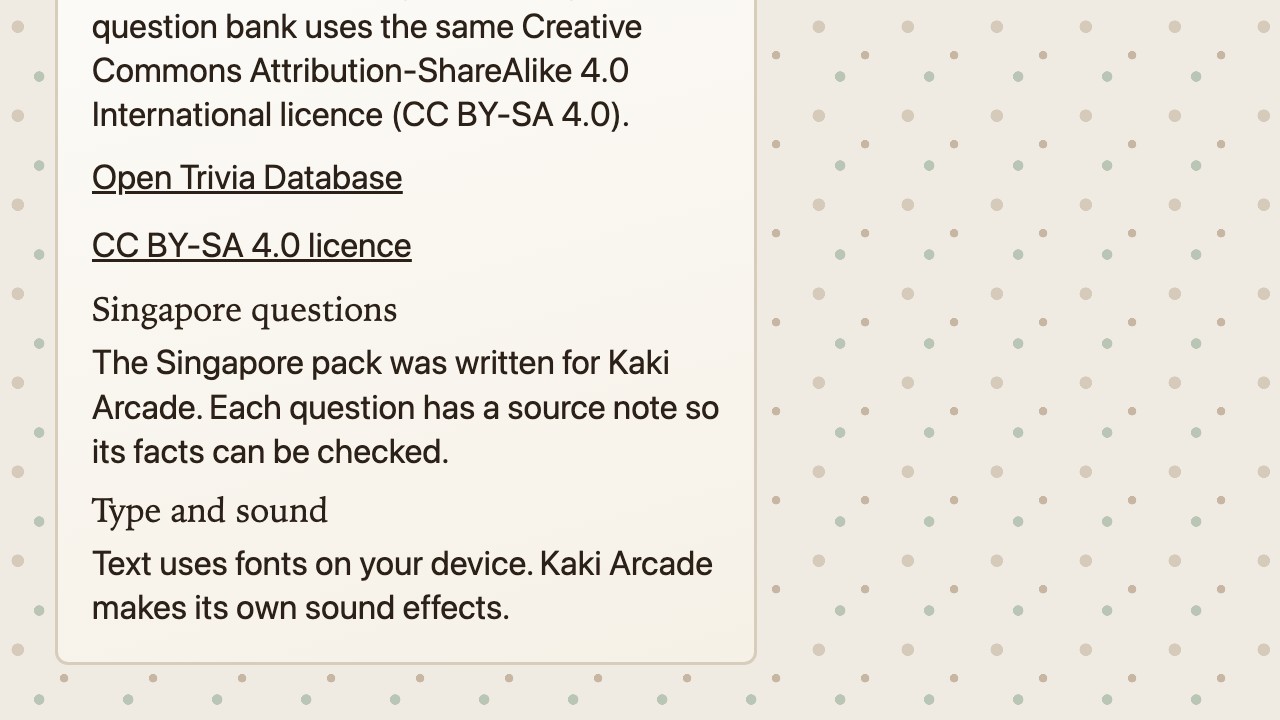 question bank uses the same Creative
Commons Attribution-ShareAlike 4.0
International licence (CC BY-SA 4.0).
Open Trivia Database
CC BY-SA 4.0 licence
Singapore questions
The Singapore pack was written for Kaki
Arcade. Each question has a source note so
its facts can be checked.
Type and sound
Text uses fonts on your device. Kaki Arcade
makes its own sound effects.